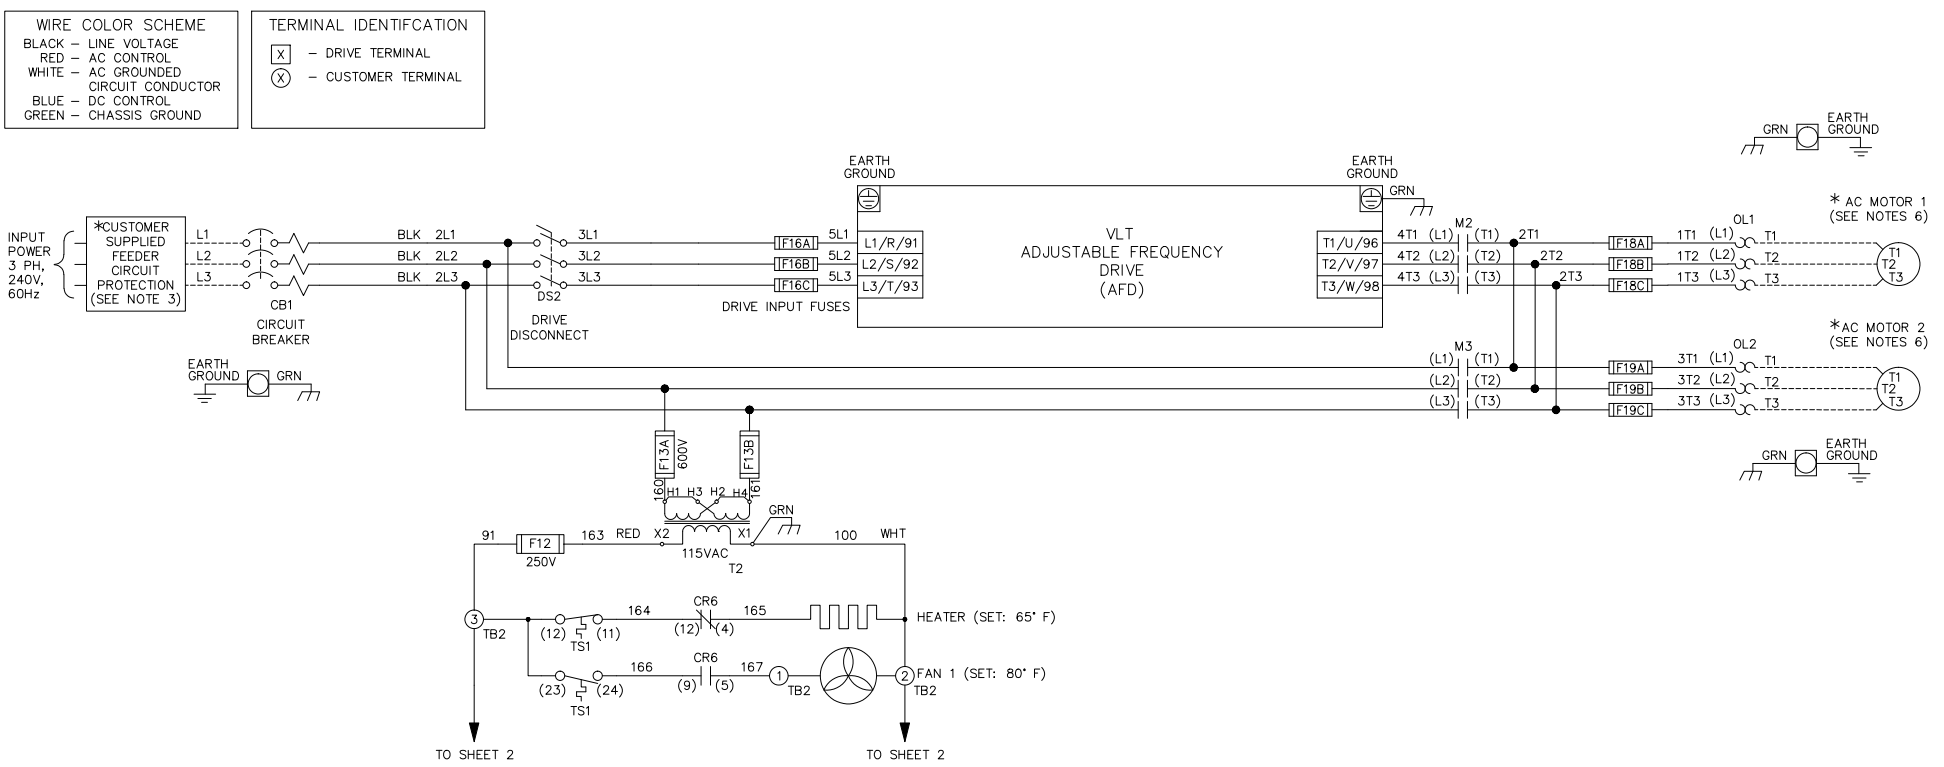 WIRE COLOR SCHEME
BLACK – LINE VOLTAGE
RED – AC CONTROL
WHITE – AC GROUNDED
CIRCUIT CONDUCTOR
BLUE – DC CONTROL
GREEN – CHASSIS GROUND
TERMINAL IDENTIFCATION
X – DRIVE TERMINAL
X – CUSTOMER TERMINAL
INPUT
POWER
3 PH,
240V,
60Hz
*CUSTOMER
SUPPLIED
FEEDER
CIRCUIT
PROTECTION
(SEE NOTE 3)
L1
L2
L3
CB1
CIRCUIT
BREAKER
EARTH
GROUND
GRN
BLK 2L1
BLK 2L2
BLK 2L3
DS2
DRIVE
DISCONNECT
3L1
3L2
3L3
F16A
F16B
F16C
DRIVE INPUT FUSES
5L1
5L2
5L3
EARTH
GROUND
L1/R/91
L2/S/92
L3/T/93
VLT
ADJUSTABLE FREQUENCY
DRIVE
(AFD)
EARTH
GROUND
GRN
T1/U/96
T2/V/97
T3/W/98
M2
4T1 (L1) (T1) 2T1
4T2 (L2) (T2) 2T2
4T3 (L3) (T3) 2T3
F18A
F18B
F18C
OL1
1T1 (L1) T1
1T2 (L2) T2
1T3 (L3) T3
GRN
EARTH
GROUND
* AC MOTOR 1
(SEE NOTES 6)
T1
T2
T3
M3
(L1) (T1)
(L2) (T2)
(L3) (T3)
F19A
F19B
F19C
OL2
3T1 (L1) T1
3T2 (L2) T2
3T3 (L3) T3
*AC MOTOR 2
(SEE NOTES 6)
T1
T2
T3
GRN
EARTH
GROUND
F13A
600V
F13B
160
161
H1 H3 H2 H4
GRN
91
F12
250V
163 RED X2
X1
115VAC
T2
100 WHT
3
TB2
(12) (11)
TS1
164
CR6
(12) (4)
165
HEATER (SET: 65° F)
(23) (24)
TS1
166
CR6
(9) (5)
167
1
TB2
2
TB2
FAN 1 (SET: 80° F)
TO SHEET 2
TO SHEET 2